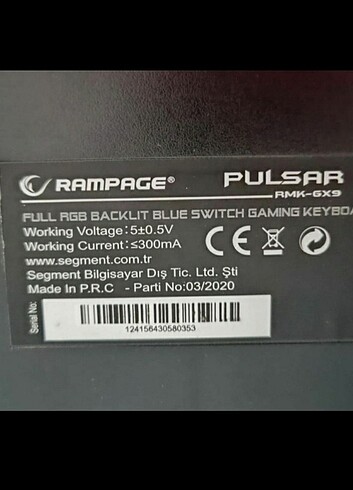 RAMPAGE® PULSAR
RMK-GX9
FULL RGB BACKLIT BLUE SWITCH GAMING
Working Voltage:5±0.5V
Working Current:≤300mA
www.segment.com.tr
Segment Bilgisayar Dış Tic. Ltd. Şti
Made In P.R.C - Parti No:03/2020
Serial No:
124156430580353